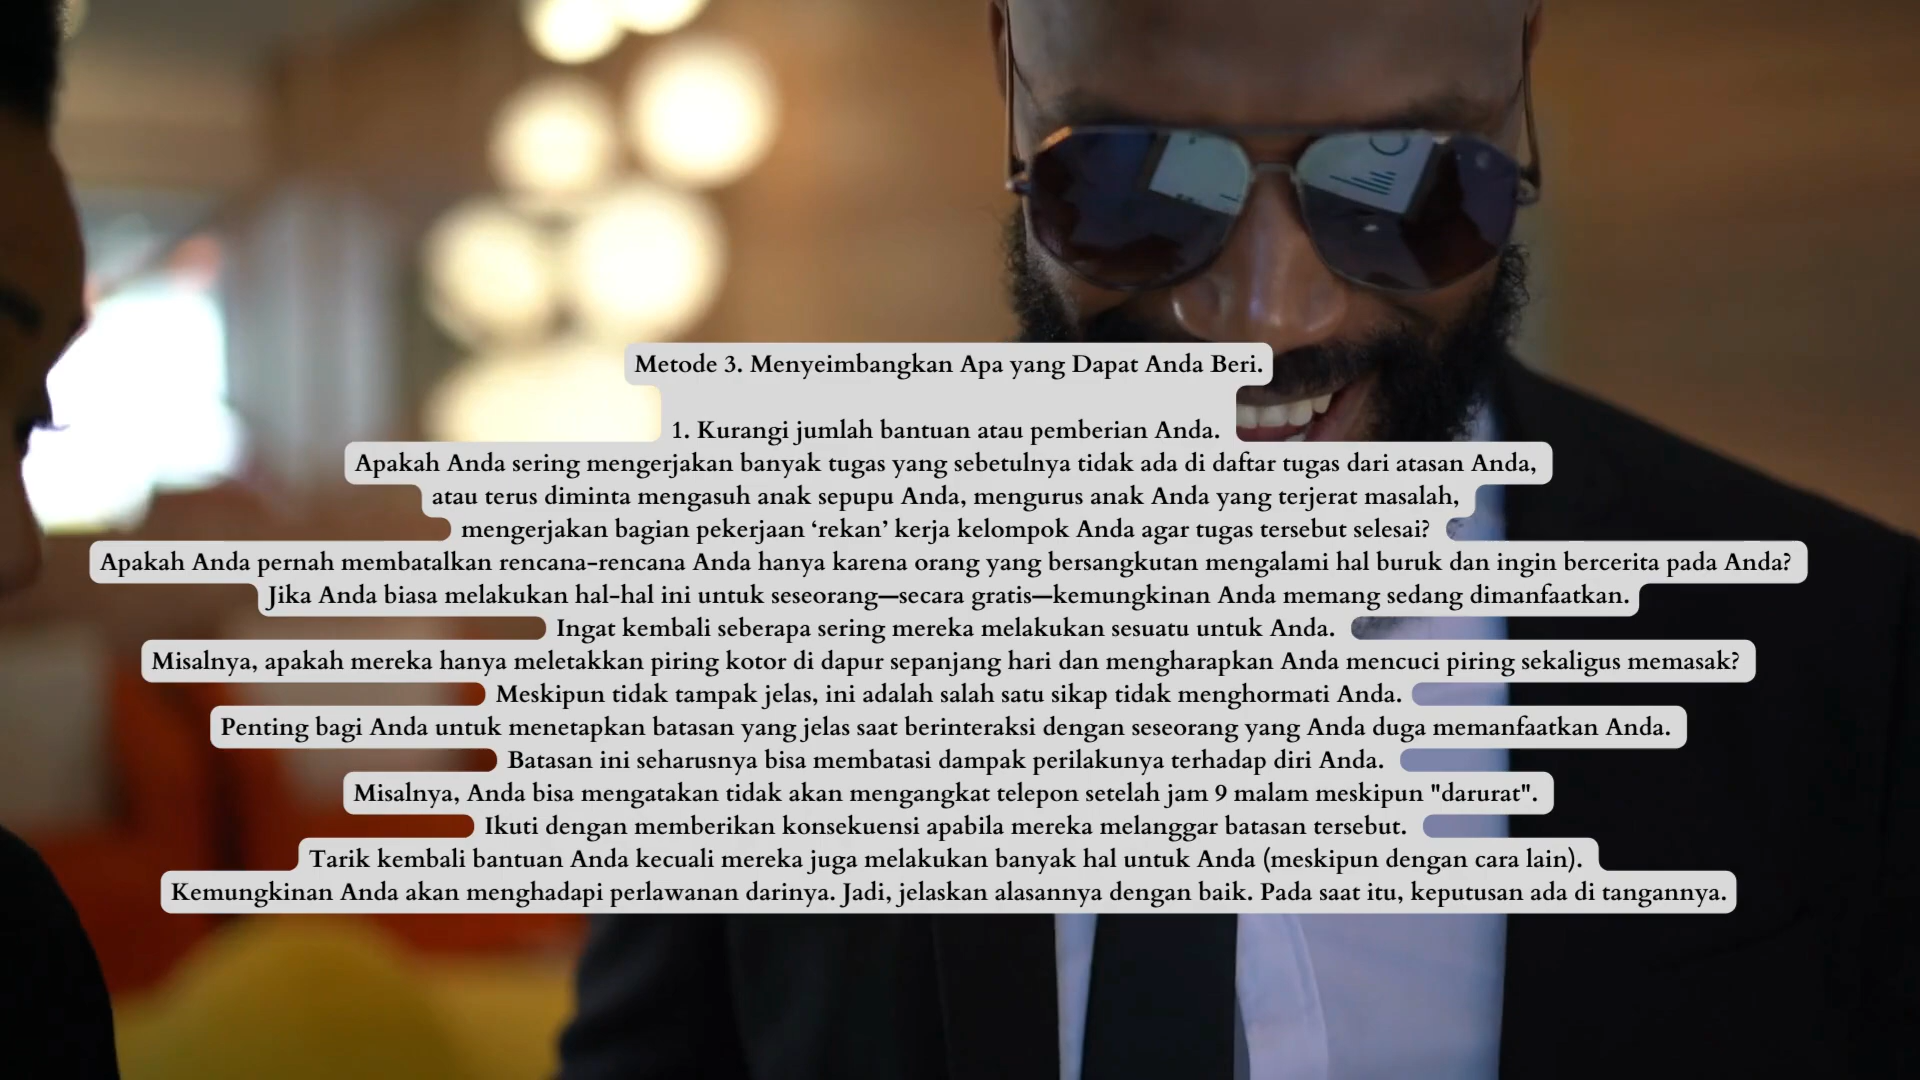 Metode 3. Menyeimbangkan Apa yang Dapat Anda Beri.
1. Kurangi jumlah bantuan atau pemberian Anda.
Apakah Anda sering mengerjakan banyak tugas yang sebetulnya tidak ada di daftar tugas dari atasan Anda,
atau terus diminta mengasuh anak sepupu Anda, mengurus anak Anda yang terjerat masalah,
mengerjakan bagian pekerjaan ‘rekan’ kerja kelompok Anda agar tugas tersebut selesai?
Apakah Anda pernah membatalkan rencana-rencana Anda hanya karena orang yang bersangkutan mengalami hal buruk dan ingin bercerita pada Anda?
Jika Anda biasa melakukan hal-hal ini untuk seseorang—secara gratis—kemungkinan Anda memang sedang dimanfaatkan.
Ingat kembali seberapa sering mereka melakukan sesuatu untuk Anda.
Misalnya, apakah mereka hanya meletakkan piring kotor di dapur sepanjang hari dan mengharapkan Anda mencuci piring sekaligus memasak?
Meskipun tidak tampak jelas, ini adalah salah satu sikap tidak menghormati Anda.
Penting bagi Anda untuk menetapkan batasan yang jelas saat berinteraksi dengan seseorang yang Anda duga memanfaatkan Anda.
Batasan ini seharusnya bisa membatasi dampak perilakunya terhadap diri Anda.
Misalnya, Anda bisa mengatakan tidak akan mengangkat telepon setelah jam 9 malam meskipun "darurat".
Ikuti dengan memberikan konsekuensi apabila mereka melanggar batasan tersebut.
Tarik kembali bantuan Anda kecuali mereka juga melakukan banyak hal untuk Anda (meskipun dengan cara lain).
Kemungkinan Anda akan menghadapi perlawanan darinya. Jadi, jelaskan alasannya dengan baik. Pada saat itu, keputusan ada di tangannya.